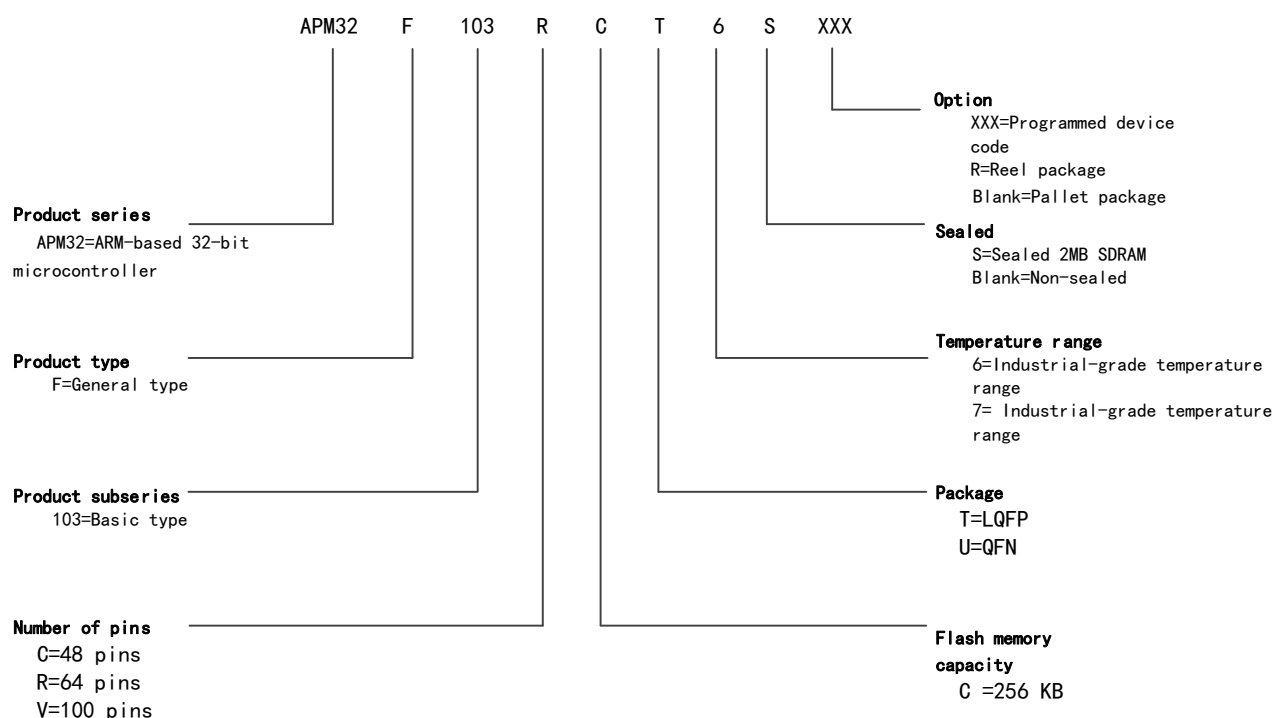 APM32 F 103 R C T 6 S XXX
Option
XXX=Programmed device
code
R=Reel package
Blank=Pallet package
Product series
APM32=ARM-based 32-bit
microcontroller
Sealed
S=Sealed 2MB SDRAM
Blank=Non-sealed
Product type
F=General type
Temperature range
6=Industrial-grade temperature
range
7= Industrial-grade temperature
range
Product subseries
103=Basic type
Package
T=LQFP
U=QFN
Number of pins
C=48 pins
R=64 pins
V=100 pins
Flash memory
capacity
C =256 KB